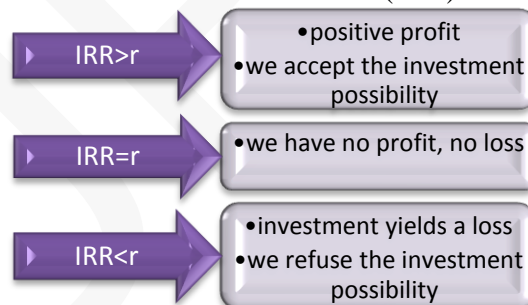 IRR>r
•positive profit
•we accept the investment
possibility
IRR=r
•we have no profit, no loss
IRR<r
•investment yields a loss
•we refuse the investment
possibility